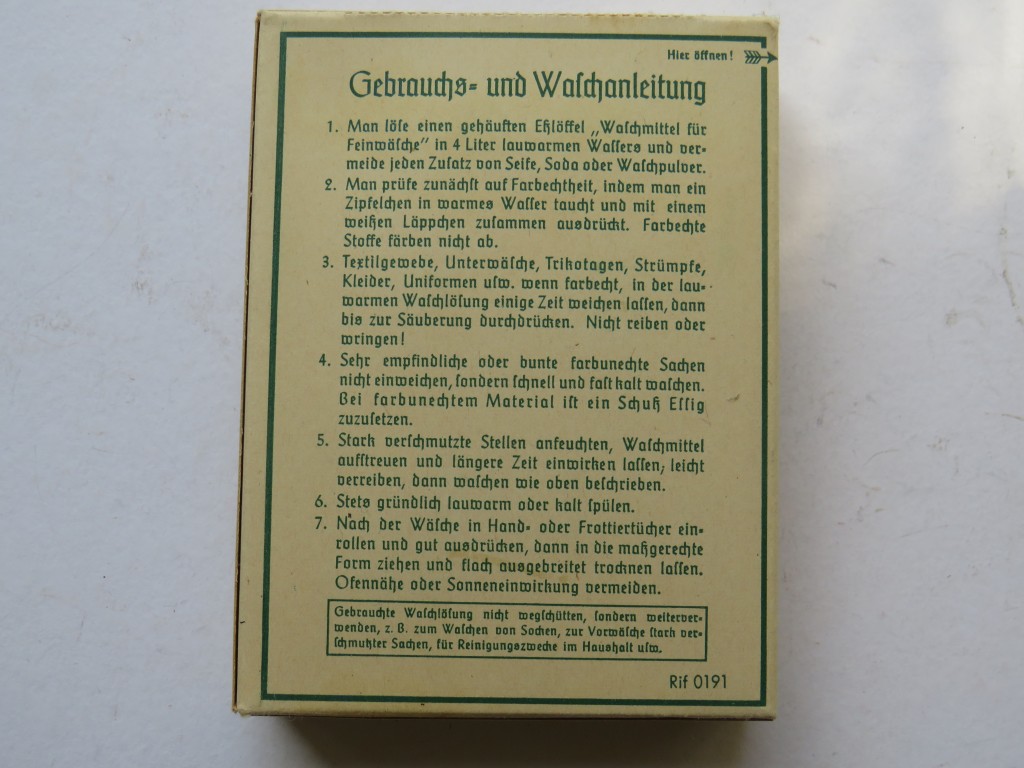 Hier öffnen!
Gebrauchs- und Waſchanleitung
1. Man löſe einen gehäuften Eßlöffel „Waſchmittel für
Feinwäſche" in 4 Liter lauwarmen Waſſers und ver-
meide jeden Zuſatz von Seife, Soda oder Waſchpulver.
2. Man prüfe zunächſt auf Farbechtheit, indem man ein
Zipfelchen in warmes Waſſer taucht und mit einem
weißen Läppchen zuſammen ausdrückt. Farbechte
Stoffe färben nicht ab.
3. Textilgewebe, Unterwäſche, Trikotagen, Strümpfe,
Kleider, Uniformen uſw. wenn farbecht, in der lau-
warmen Waſchlöſung einige Zeit weichen laſſen, dann
bis zur Säuberung durchdrücken. Nicht reiben oder
wringen!
4. Sehr empfindliche oder bunte farbunechte Sachen
nicht einweichen, ſondern ſchnell und faſt kalt waſchen.
Bei farbunechtem Material iſt ein Schuß Eſſig
zuzuſetzen.
5. Stark verſchmutzte Stellen anfeuchten, Waſchmittel
aufſtreuen und längere Zeit einwirken laſſen, leicht
verreiben, dann waſchen wie oben beſchrieben.
6. Stets gründlich lauwarm oder kalt ſpülen.
7. Nach der Wäſche in Hand- oder Frottiertücher ein-
rollen und gut ausdrücken, dann in die maßgerechte
Form ziehen und flach ausgebreitet trocknen laſſen.
Ofennähe oder Sonneneinwirkung vermeiden.
Gebrauchte Waſchlöſung nicht wegſchütten, ſondern weiterver-
wenden, z. B. zum Waſchen von Socken, zur Vorwäſche ſtark ver-
ſchmutzter Sachen, für Reinigungszwecke im Haushalt uſw.
Rif 0191